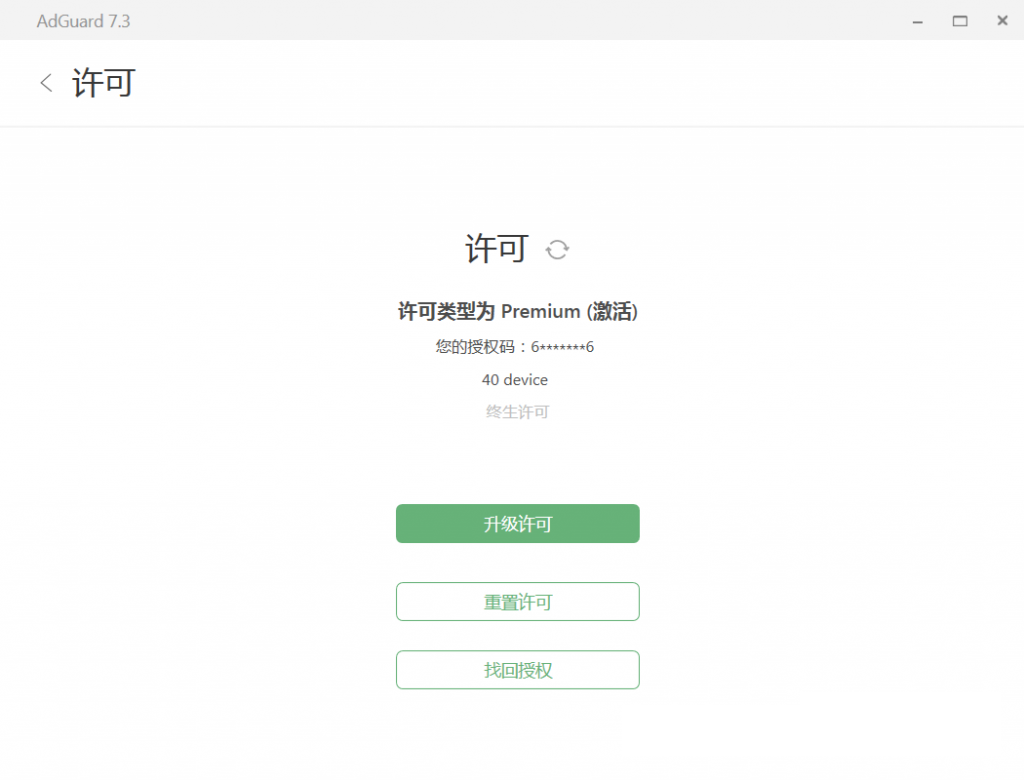 AdGuard 7.3
许可
许可
许可类型为 Premium (激活)
您的授权码：6*******6
40 device
终生许可
升级许可
重置许可
找回授权